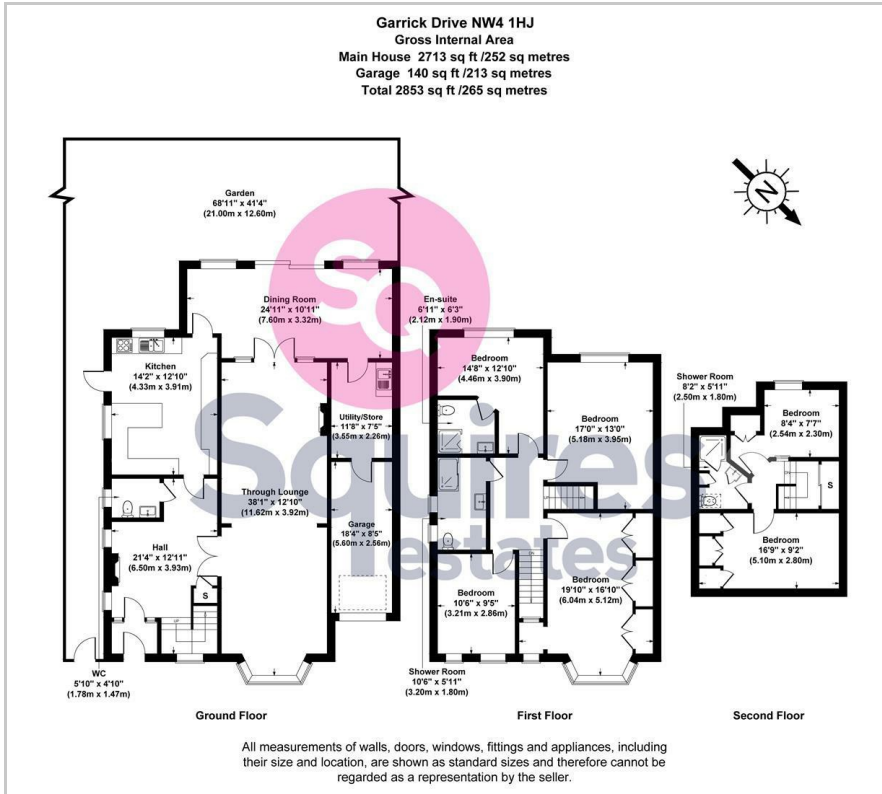 Garrick Drive NW4 1HJ
Gross Internal Area
Main House 2713 sq ft /252 sq metres
Garage 140 sq ft /213 sq metres
Total 2853 sq ft /265 sq metres
Garden
68'11" x 41'4"
(21.00m x 12.60m)
N
SQ
Squires
estates
Dining Room
24'11" x 10'11"
(7.60m x 3.32m)
Kitchen
14'2" x 12'10"
(4.33m x 3.91m)
Utility/Store
11'8" x 7'5"
(3.55m x 2.26m)
Through Lounge
38'1" x 12'10"
(11.62m x 3.92m)
Garage
18'4" x 8'5"
(5.60m x 2.56m)
Hall
21'4" x 12'11"
(6.50m x 3.93m)
S
UP
WC
5'10" x 4'10"
(1.78m x 1.47m)
Ground Floor
En-suite
6'11" x 6'3"
(2.12m x 1.90m)
Bedroom
14'8" x 12'10"
(4.46m x 3.90m)
Bedroom
17'0" x 13'0"
(5.18m x 3.95m)
Bedroom
19'10" x 16'10"
(6.04m x 5.12m)
Bedroom
10'6" x 9'5"
(3.21m x 2.86m)
DN
Shower Room
10'6" x 5'11"
(3.20m x 1.80m)
First Floor
Shower Room
8'2" x 5'11"
(2.50m x 1.80m)
Bedroom
8'4" x 7'7"
(2.54m x 2.30m)
DN
S
Bedroom
16'9" x 9'2"
(5.10m x 2.80m)
Second Floor
All measurements of walls, doors, windows, fittings and appliances, including
their size and location, are shown as standard sizes and therefore cannot be
regarded as a representation by the seller.